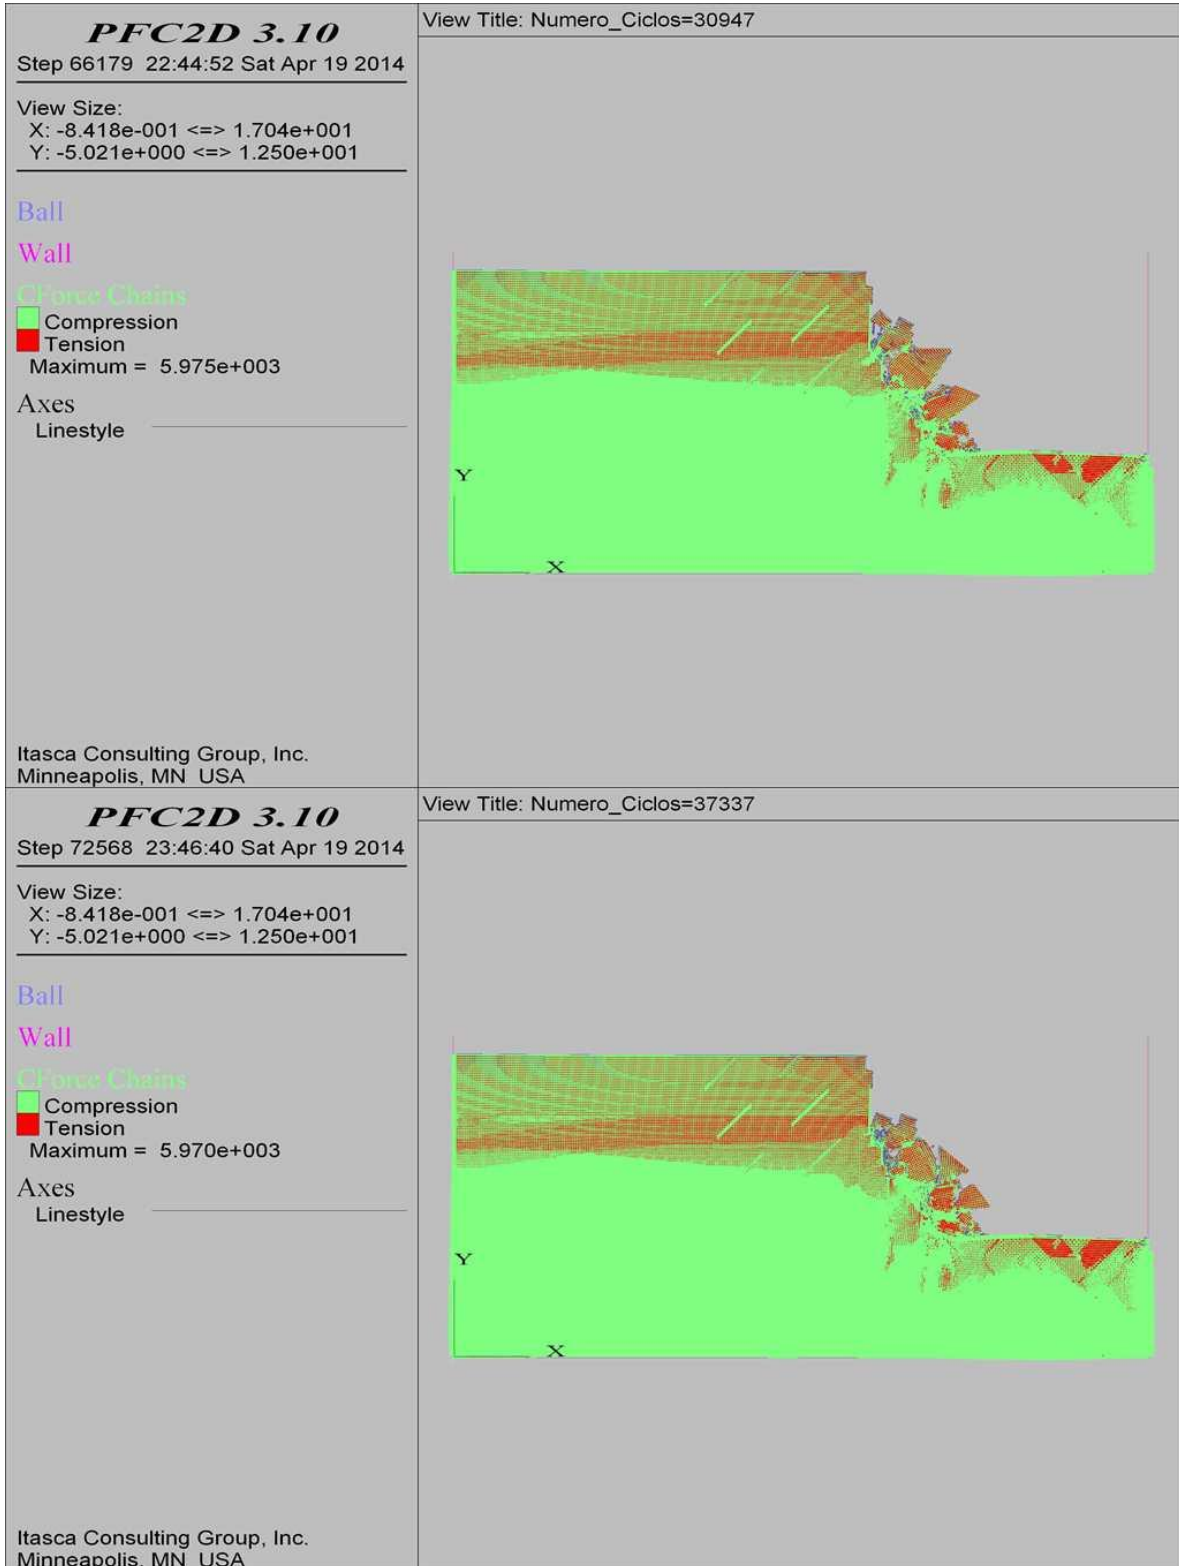 PFC2D 3.10
Step 66179 22:44:52 Sat Apr 19 2014
View Size:
X: -8.418e-001 <=> 1.704e+001
Y: -5.021e+000 <=> 1.250e+001
Ball
Wall
CForce Chains
Compression
Tension
Maximum = 5.975e+003
Axes
Linestyle
Itasca Consulting Group, Inc.
Minneapolis, MN USA
View Title: Numero_Ciclos=30947
Y
X
PFC2D 3.10
Step 72568 23:46:40 Sat Apr 19 2014
View Size:
X: -8.418e-001 <=> 1.704e+001
Y: -5.021e+000 <=> 1.250e+001
Ball
Wall
CForce Chains
Compression
Tension
Maximum = 5.970e+003
Axes
Linestyle
Itasca Consulting Group, Inc.
Minneapolis, MN USA
View Title: Numero_Ciclos=37337
Y
X